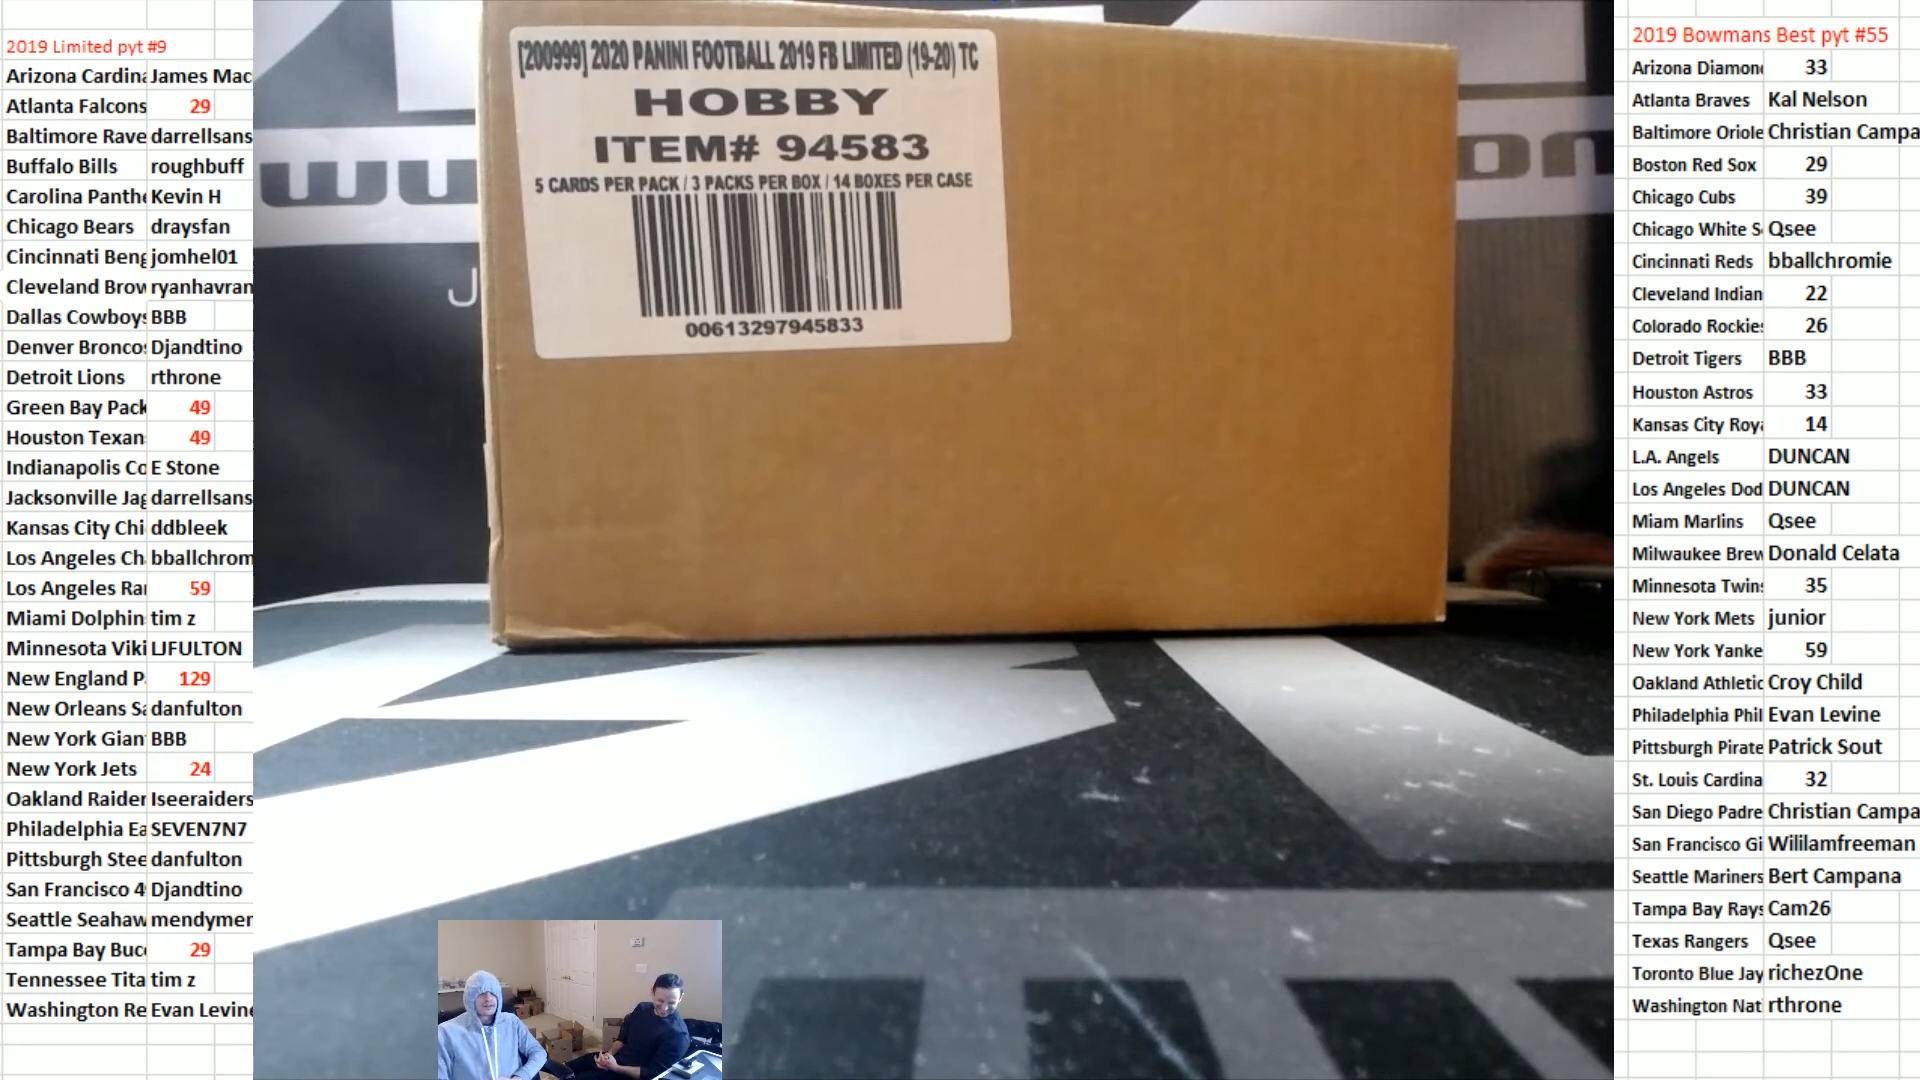 2019 Limited pyt #9
Arizona Cardina James Mac
Atlanta Falcons 29
Baltimore Rave darrellsans
Buffalo Bills roughbuff
Carolina Panthe Kevin H
Chicago Bears draysfan
Cincinnati Beng jomhel01
Cleveland Brow ryanhavran
Dallas Cowboys BBB
Denver Broncos Djandtino
Detroit Lions rthrone
Green Bay Pack 49
Houston Texan 49
Indianapolis Co E Stone
Jacksonville Jag darrellsans
Kansas City Chi ddbleek
Los Angeles Ch bballchrom
Los Angeles Ra 59
Miami Dolphin tim z
Minnesota Viki LJFULTON
New England P 129
New Orleans Sa danfulton
New York Gian BBB
New York Jets 24
Oakland Raider Iseeraiders
Philadelphia Ea SEVEN7N7
Pittsburgh Stee danfulton
San Francisco 4 Djandtino
Seattle Seahaw mendymer
Tampa Bay Buc 29
Tennessee Tita tim z
Washington Re Evan Levine
[200999] 2020 PANINI FOOTBALL 2019 FB LIMITED (19-20) TC
HOBBY
ITEM# 94583
5 CARDS PER PACK / 3 PACKS PER BOX / 14 BOXES PER CASE
00613297945833
2019 Bowmans Best pyt #55
Arizona Diamon 33
Atlanta Braves Kal Nelson
Baltimore Oriole Christian Campa
Boston Red Sox 29
Chicago Cubs 39
Chicago White S Qsee
Cincinnati Reds bballchromie
Cleveland Indian 22
Colorado Rockies 26
Detroit Tigers BBB
Houston Astros 33
Kansas City Roya 14
L.A. Angels DUNCAN
Los Angeles Dod DUNCAN
Miam Marlins Qsee
Milwaukee Brew Donald Celata
Minnesota Twins 35
New York Mets junior
New York Yanke 59
Oakland Athletic Croy Child
Philadelphia Phil Evan Levine
Pittsburgh Pirate Patrick Sout
St. Louis Cardina 32
San Diego Padre Christian Campa
San Francisco Gi Wililamfreeman
Seattle Mariners Bert Campana
Tampa Bay Rays Cam26
Texas Rangers Qsee
Toronto Blue Jay richezOne
Washington Nat rthrone